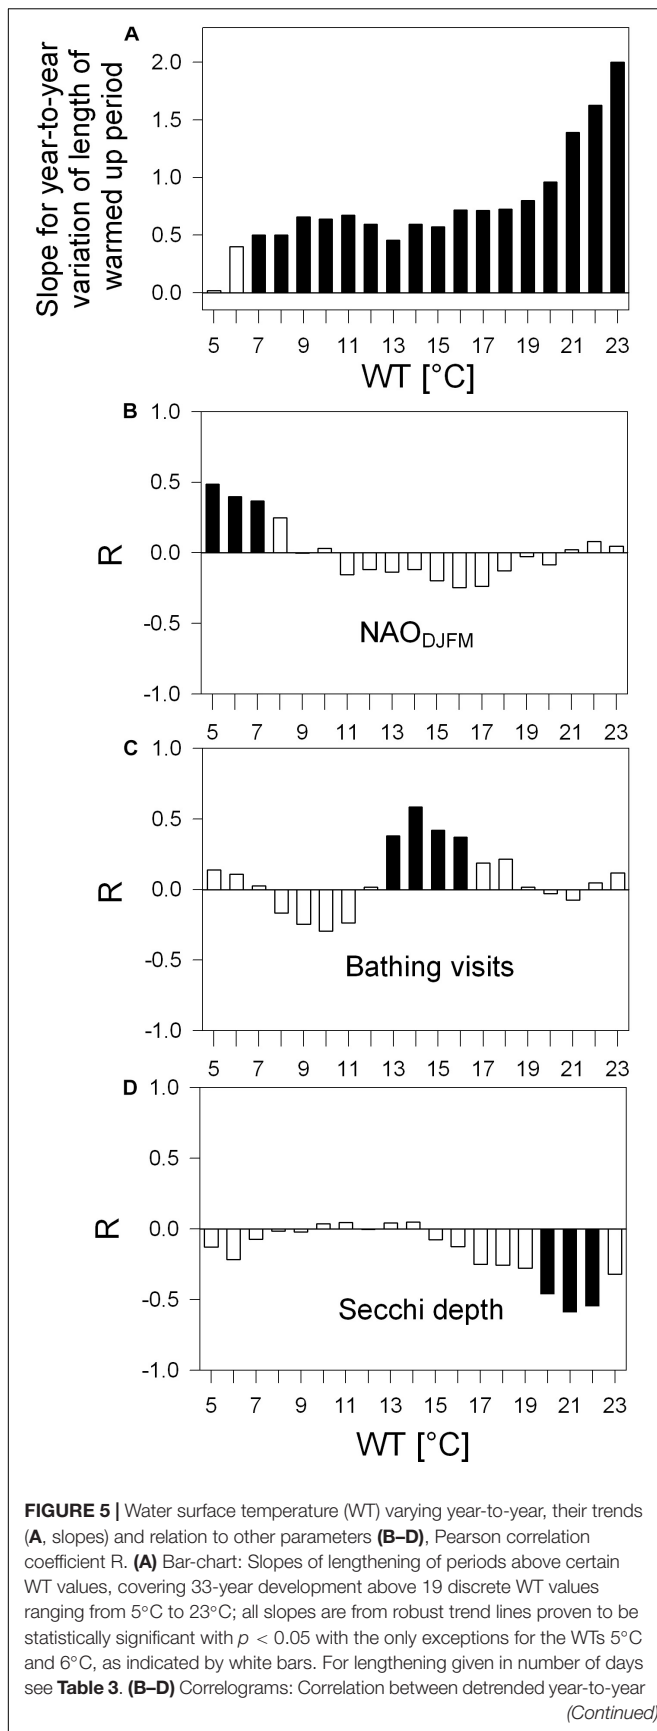 A
Slope for year-to-year
variation of length of
warmed up period
2.0
1.5
1.0
0.5
0.0
5 7 9 11 13 15 17 19 21 23
WT [°C]
B
1.0
0.5
0.0
-0.5
-1.0
R
NAODJFM
5 7 9 11 13 15 17 19 21 23
C
1.0
0.5
0.0
-0.5
-1.0
R
Bathing visits
5 7 9 11 13 15 17 19 21 23
D
1.0
0.5
0.0
-0.5
-1.0
R
Secchi depth
5 7 9 11 13 15 17 19 21 23
WT [°C]
FIGURE 5 | Water surface temperature (WT) varying year-to-year, their trends
(A, slopes) and relation to other parameters (B–D), Pearson correlation
coefficient R. (A) Bar-chart: Slopes of lengthening of periods above certain
WT values, covering 33-year development above 19 discrete WT values
ranging from 5°C to 23°C; all slopes are from robust trend lines proven to be
statistically significant with p < 0.05 with the only exceptions for the WTs 5°C
and 6°C, as indicated by white bars. For lengthening given in number of days
see Table 3. (B–D) Correlograms: Correlation between detrended year-to-year
(Continued)